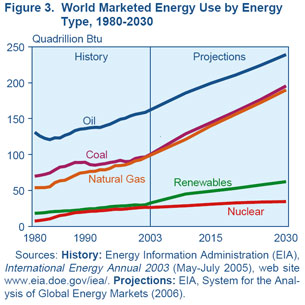 Figure 3. World Marketed Energy Use by Energy
Type, 1980-2030
Quadrillion Btu
250
History
Projections
200
150
Oil
100
Coal
Natural Gas
50
Renewables
Nuclear
0
1980 1990 2003 2015 2030
Sources: History: Energy Information Administration (EIA),
International Energy Annual 2003 (May-July 2005), web site
www.eia.doe.gov/iea/. Projections: EIA, System for the Anal-
ysis of Global Energy Markets (2006).